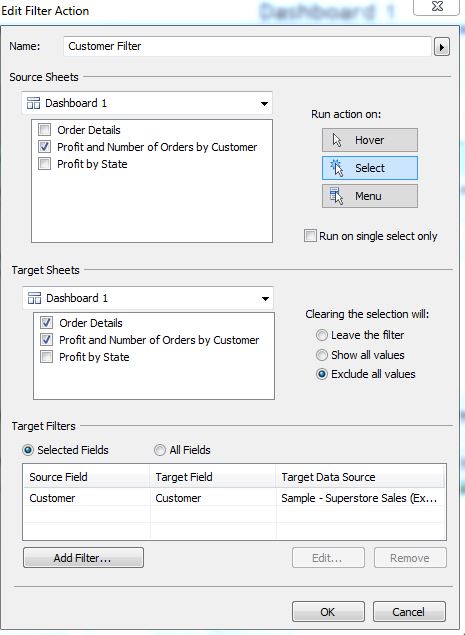 Edit Filter Action
Dashboard 1
Name: Customer Filter
Source Sheets
Dashboard 1
Order Details
Profit and Number of Orders by Customer
Profit by State
Run action on:
Hover
Select
Menu
Run on single select only
Target Sheets
Dashboard 1
Order Details
Profit and Number of Orders by Customer
Profit by State
Clearing the selection will:
Leave the filter
Show all values
Exclude all values
Target Filters
Selected Fields All Fields
Source Field Target Field Target Data Source
Customer Customer Sample - Superstore Sales (Ex...
Add Filter... Edit... Remove
OK Cancel